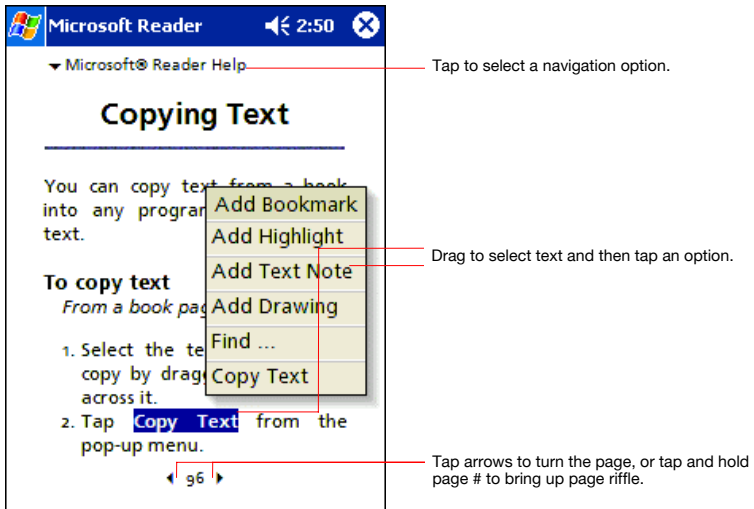 Microsoft Reader 2:50
Microsoft® Reader Help
Tap to select a navigation option.
Copying Text
You can copy text from a book
into any program
text.
Add Bookmark
Add Highlight
Add Text Note
Add Drawing
Find ...
Copy Text
Drag to select text and then tap an option.
To copy text
From a book pag
1. Select the te
copy by dragg
across it.
2. Tap Copy Text from the
pop-up menu.
96
Tap arrows to turn the page, or tap and hold
page # to bring up page riffle.